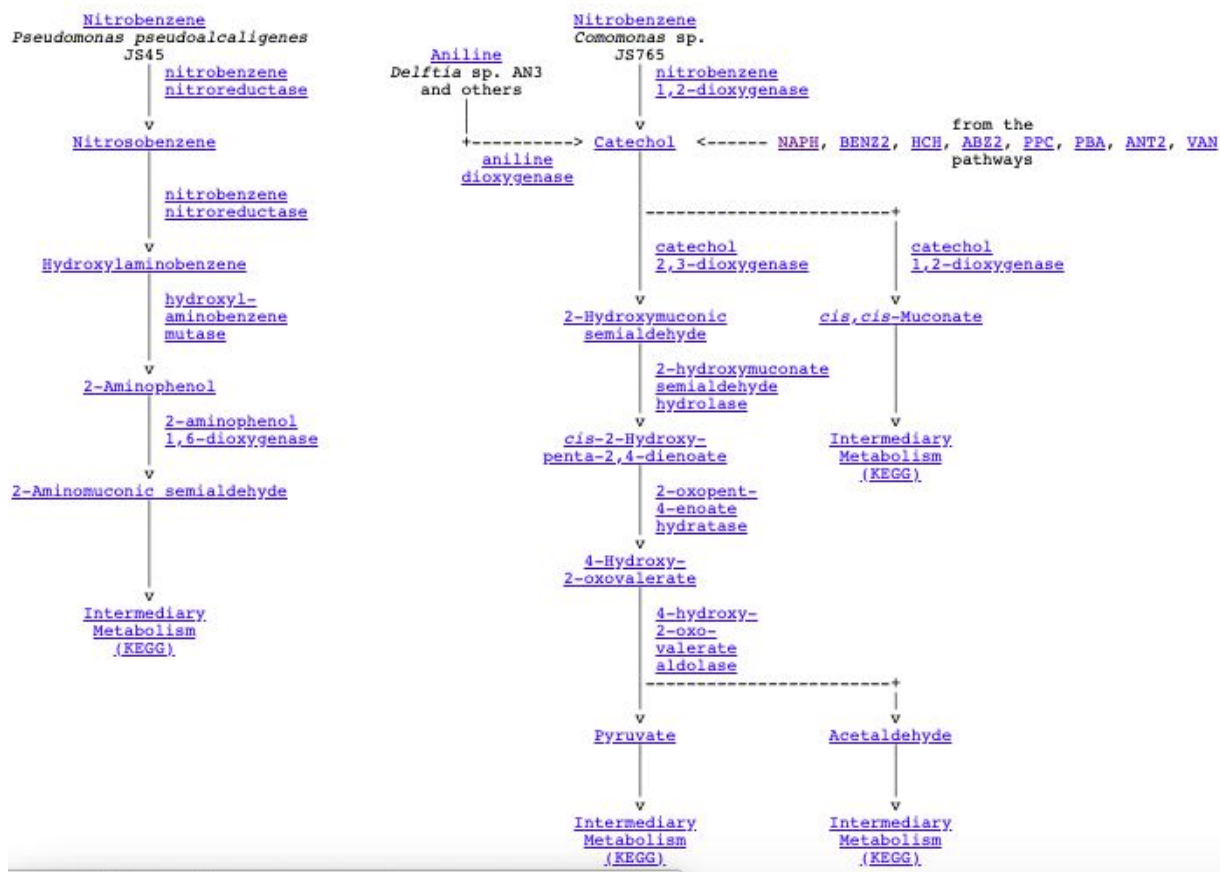 Nitrobenzene
Pseudomonas pseudoalcaligenes
JS45
nitrobenzene
nitroreductase
Nitrosobenzene
nitrobenzene
nitroreductase
Hydroxylaminobenzene
hydroxyl-
aminobenzene
mutase
2-Aminophenol
2-aminophenol
1,6-dioxygenase
2-Aminomuconic semialdehyde
Intermediary
Metabolism
(KEGG)
Aniline
Delftia sp. AN3
and others
aniline
dioxygenase
Nitrobenzene
Comomonas sp.
JS765
nitrobenzene
1,2-dioxygenase
Catechol
from the
NAPH, BENZ2, HCH, ABZ2, PPC, PBA, ANT2, VAN
pathways
catechol
2,3-dioxygenase
catechol
1,2-dioxygenase
2-Hydroxymuconic
semialdehyde
cis,cis-Muconate
2-hydroxymuconate
semialdehyde
hydrolase
cis-2-Hydroxy-
penta-2,4-dienoate
Intermediary
Metabolism
(KEGG)
2-oxopent-
4-enoate
hydratase
4-Hydroxy-
2-oxovalerate
4-hydroxy-
2-oxo-
valerate
aldolase
Pyruvate
Acetaldehyde
Intermediary
Metabolism
(KEGG)
Intermediary
Metabolism
(KEGG)